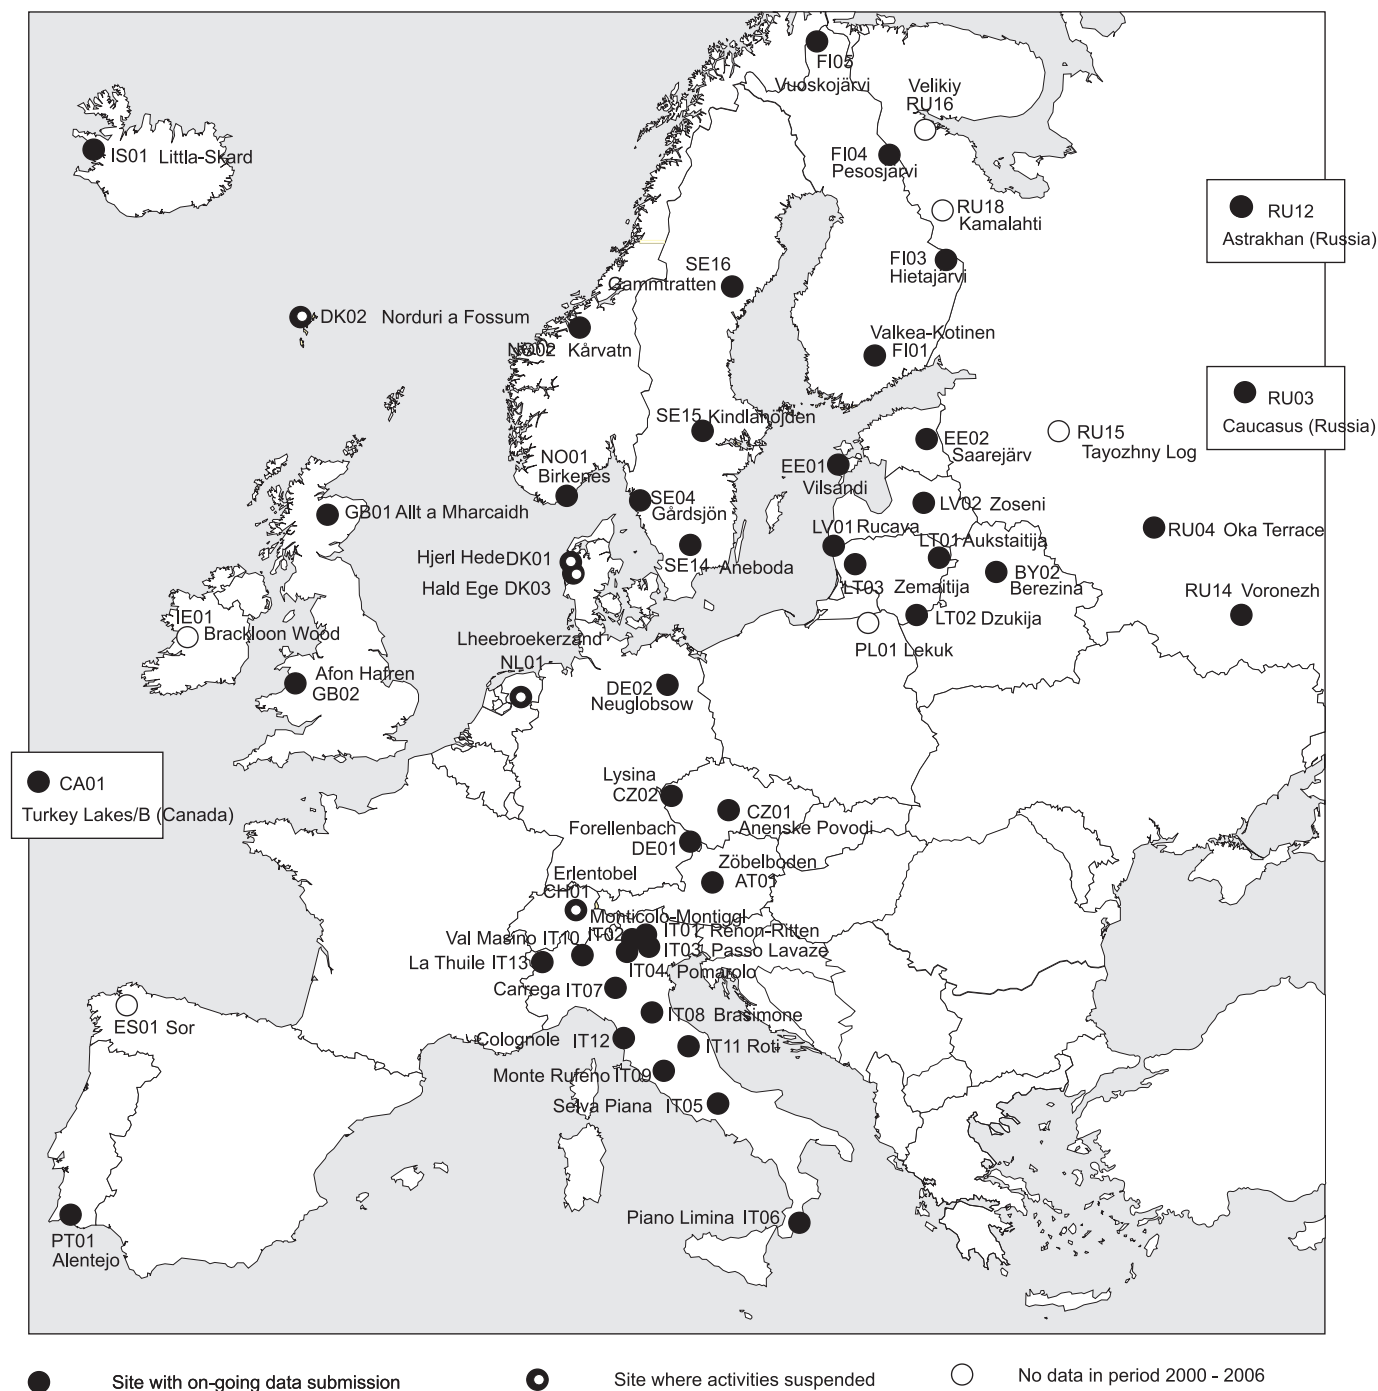 FI05
Vuoskojärvi
Velikiy
RU16
IS01 Littla-Skard
FI04
Pesosjärvi
RU18
Kamalahti
RU12
Astrakhan (Russia)
FI03
Hietajärvi
SE16
Gammtratten
DK02 Norduri a Fossum
NO02 Kårvatn
Valkea-Kotinen
FI01
RU03
Caucasus (Russia)
SE15 Kindlahöjden
RU15
Tayozhny Log
EE02
Saarejärv
EE01
Vilsandi
NO01
Birkenes
SE04
Gårdsjön
GB01 Allt a Mharcaidh
LV02 Zoseni
LV01 Rucava
RU04 Oka Terrace
LT01 Aukstaitija
Hjerl Hede DK01
SE14 Aneboda
BY02
Berezina
Hald Ege DK03
LT03 Zemaitija
RU14 Voronezh
IE01
Brackloon Wood
LT02 Dzukija
Lheebroekerzand
NL01
PL01 Lekuk
Afon Hafren
GB02
DE02
Neuglobsow
CA01
Turkey Lakes/B (Canada)
Lysina
CZ02
CZ01
Anenske Povodi
Forellenbach
DE01
Zöbelboden
AT01
Erlentobel
CH01
Monticolo-Montiggl
IT02
IT01 Renon-Ritten
Val Masino IT10
IT03 Passo Lavaze
La Thuile IT13
IT04 Pomarolo
Carrega IT07
IT08 Brasimone
ES01 Sor
Colognole IT12
IT11 Roti
Monte Rufeno IT09
Selva Piana IT05
Piano Limina IT06
PT01
Alentejo
Site with on-going data submission
Site where activities suspended
No data in period 2000 - 2006